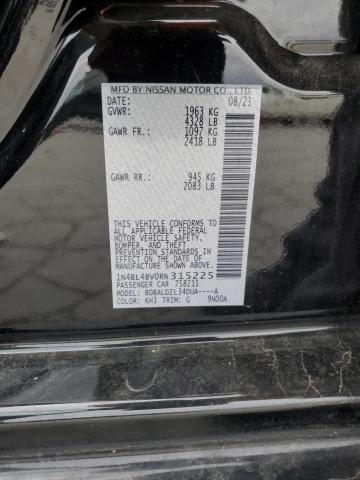 MFD BY NISSAN MOTOR CO., LTD.
DATE: 08/23
GVWR: 1963 KG
4328 LB
GAWR FR: 1097 KG
2418 LB
GAWR RR: 945 KG
2083 LB
THIS VEHICLE CONFORMS TO
ALL APPLICABLE FEDERAL
MOTOR VEHICLE SAFETY,
BUMPER, AND THEFT
PREVENTION STANDARDS
IN EFFECT ON THE DATE OF
MANUFACTURE SHOWN ABOVE.
1N4BL4BV0RN315225
PASSENGER CAR 758215
MODEL: BDBALDZL34DUA----A
COLOR: KH3 TRIM: G 9N00A